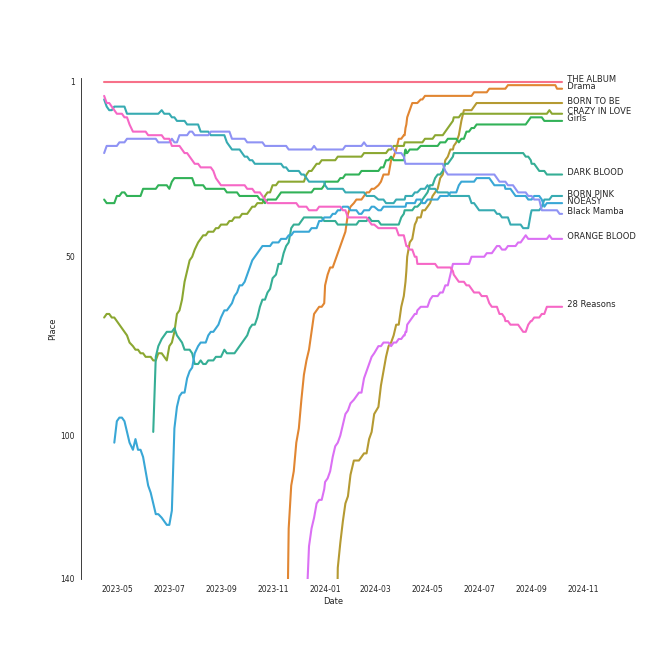 1
50
100
140
Place
THE ALBUM
Drama
BORN TO BE
CRAZY IN LOVE
Girls
DARK BLOOD
BORN PINK
NOEASY
Black Mamba
ORANGE BLOOD
28 Reasons
2023-05 2023-07 2023-09 2023-11 2024-01 2024-03 2024-05 2024-07 2024-09 2024-11
Date